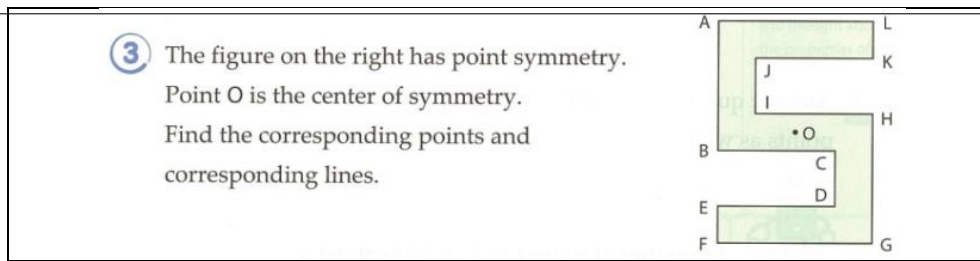 3 The figure on the right has point symmetry.
Point O is the center of symmetry.
Find the corresponding points and
corresponding lines.
A L
K
J
I
H
•O
B
C
D
E
F G